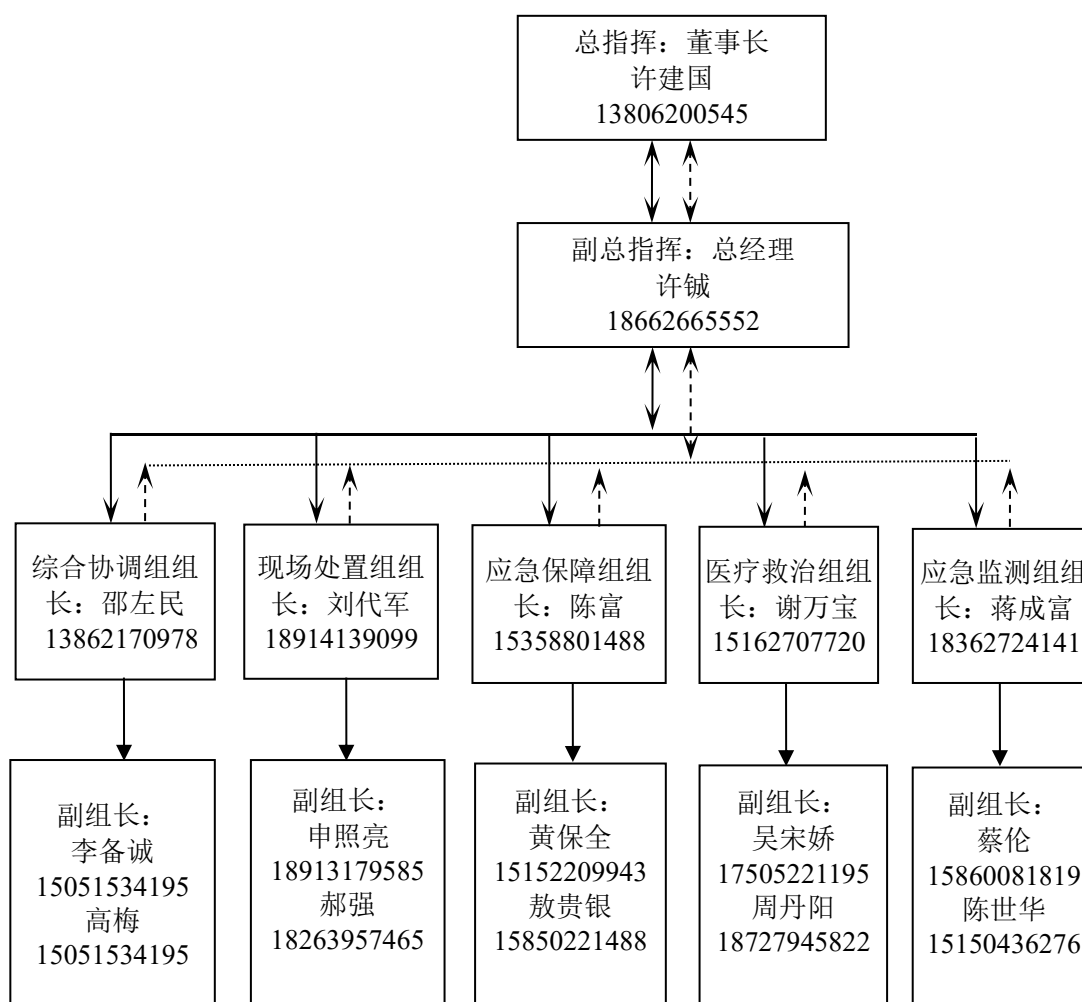 总指挥：董事长
许建国
13806200545
副总指挥：总经理
许铖
18662665552
综合协调组组
长：邵左民
13862170978
现场处置组组
长：刘代军
18914139099
应急保障组组
长：陈富
15358801488
医疗救治组组
长：谢万宝
15162707720
应急监测组组
长：蒋成富
18362724141
副组长：
李备诚
15051534195
高梅
15051534195
副组长：
申照亮
18913179585
郝强
18263957465
副组长：
黄保全
15152209943
敖贵银
15850221488
副组长：
吴宋娇
17505221195
周丹阳
18727945822
副组长：
蔡伦
15860081819
陈世华
15150436276